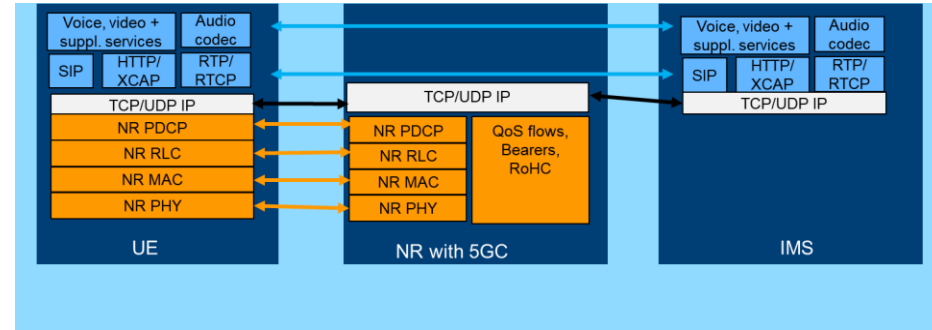 Voice, video +
suppl. services
Audio
codec
SIP
HTTP/
XCAP
RTP/
RTCP
TCP/UDP IP
NR PDCP
NR RLC
NR MAC
NR PHY
UE
TCP/UDP IP
NR PDCP
NR RLC
NR MAC
NR PHY
QoS flows,
Bearers,
RoHC
NR with 5GC
Voice, video +
suppl. services
Audio
codec
SIP
HTTP/
XCAP
RTP/
RTCP
TCP/UDP IP
IMS